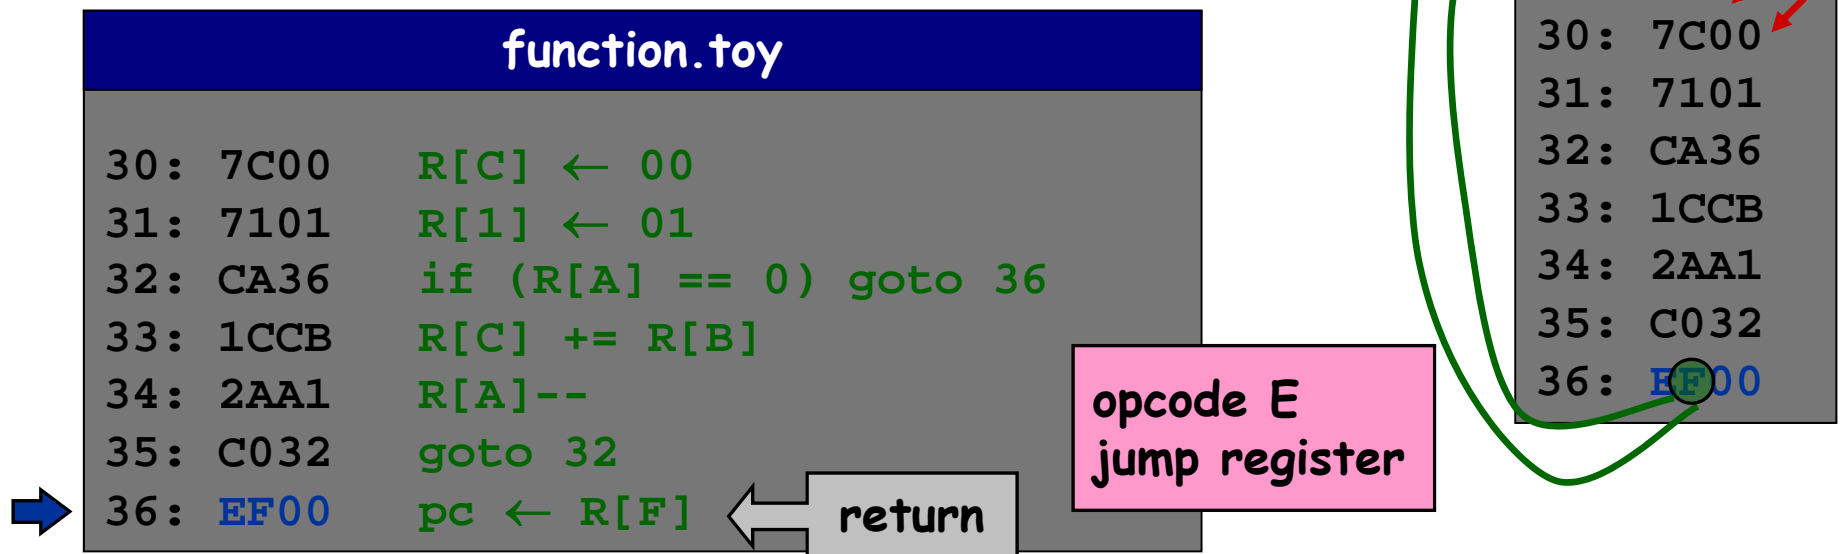 function.toy
30: 7C00 R[C] ← 00
31: 7101 R[1] ← 01
32: CA36 if (R[A] == 0) goto 36
33: 1CCB R[C] += R[B]
34: 2AA1 R[A]--
35: C032 goto 32
36: EF00 pc ← R[F]
return
opcode E
jump register
30: 7C00
31: 7101
32: CA36
33: 1CCB
34: 2AA1
35: C032
36: EF00